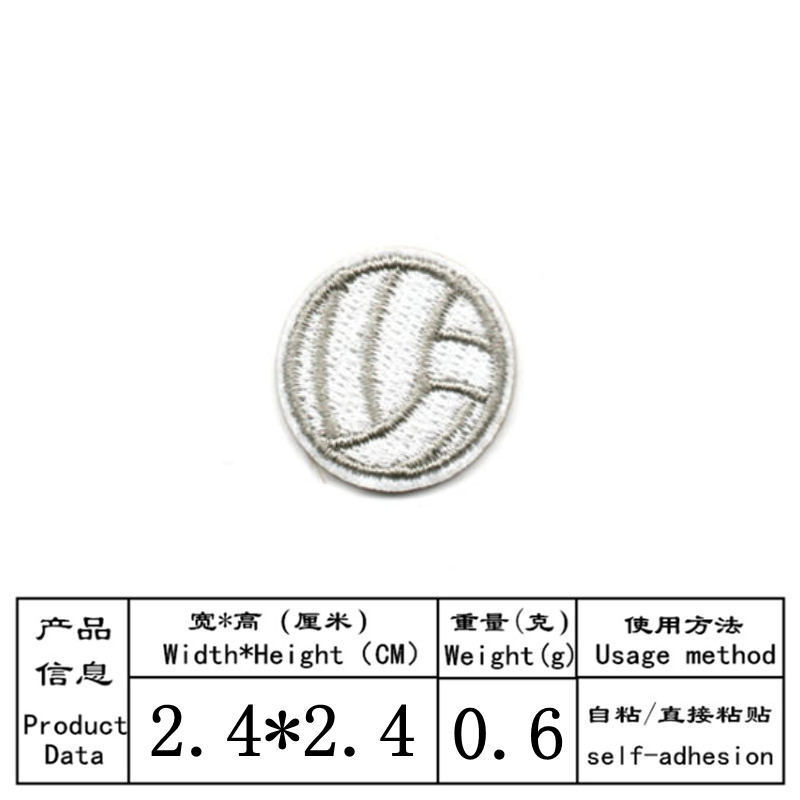 产品
信息
Product
Data
宽*高 (厘米)
Width*Height (CM)
重量(克)
Weight(g)
使用方法
Usage method
2.4*2.4
0.6
自粘/直接粘贴
self-adhesion